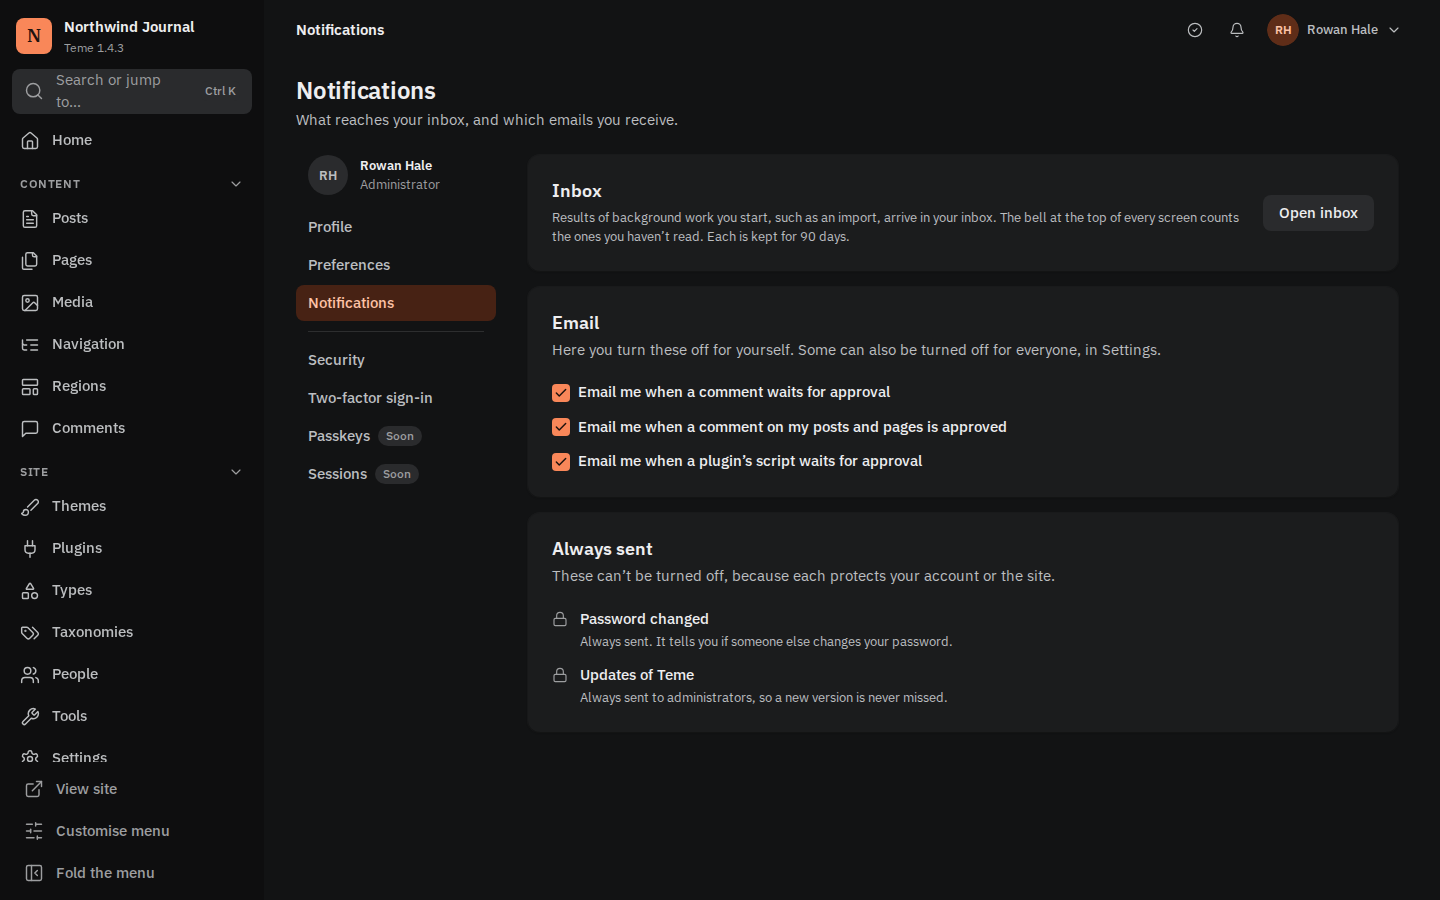 N
Northwind Journal
Teme 1.4.3
Search or jump
to...
Ctrl K
Home
CONTENT
Posts
Pages
Media
Navigation
Regions
Comments
SITE
Themes
Plugins
Types
Taxonomies
People
Tools
Settings
View site
Customise menu
Fold the menu
Notifications
RH
Rowan Hale
Notifications
What reaches your inbox, and which emails you receive.
RH
Rowan Hale
Administrator
Profile
Preferences
Notifications
Security
Two-factor sign-in
Passkeys Soon
Sessions Soon
Inbox
Results of background work you start, such as an import, arrive in your inbox. The bell at the top of every screen counts
the ones you haven’t read. Each is kept for 90 days.
Open inbox
Email
Here you turn these off for yourself. Some can also be turned off for everyone, in Settings.
Email me when a comment waits for approval
Email me when a comment on my posts and pages is approved
Email me when a plugin’s script waits for approval
Always sent
These can’t be turned off, because each protects your account or the site.
Password changed
Always sent. It tells you if someone else changes your password.
Updates of Teme
Always sent to administrators, so a new version is never missed.